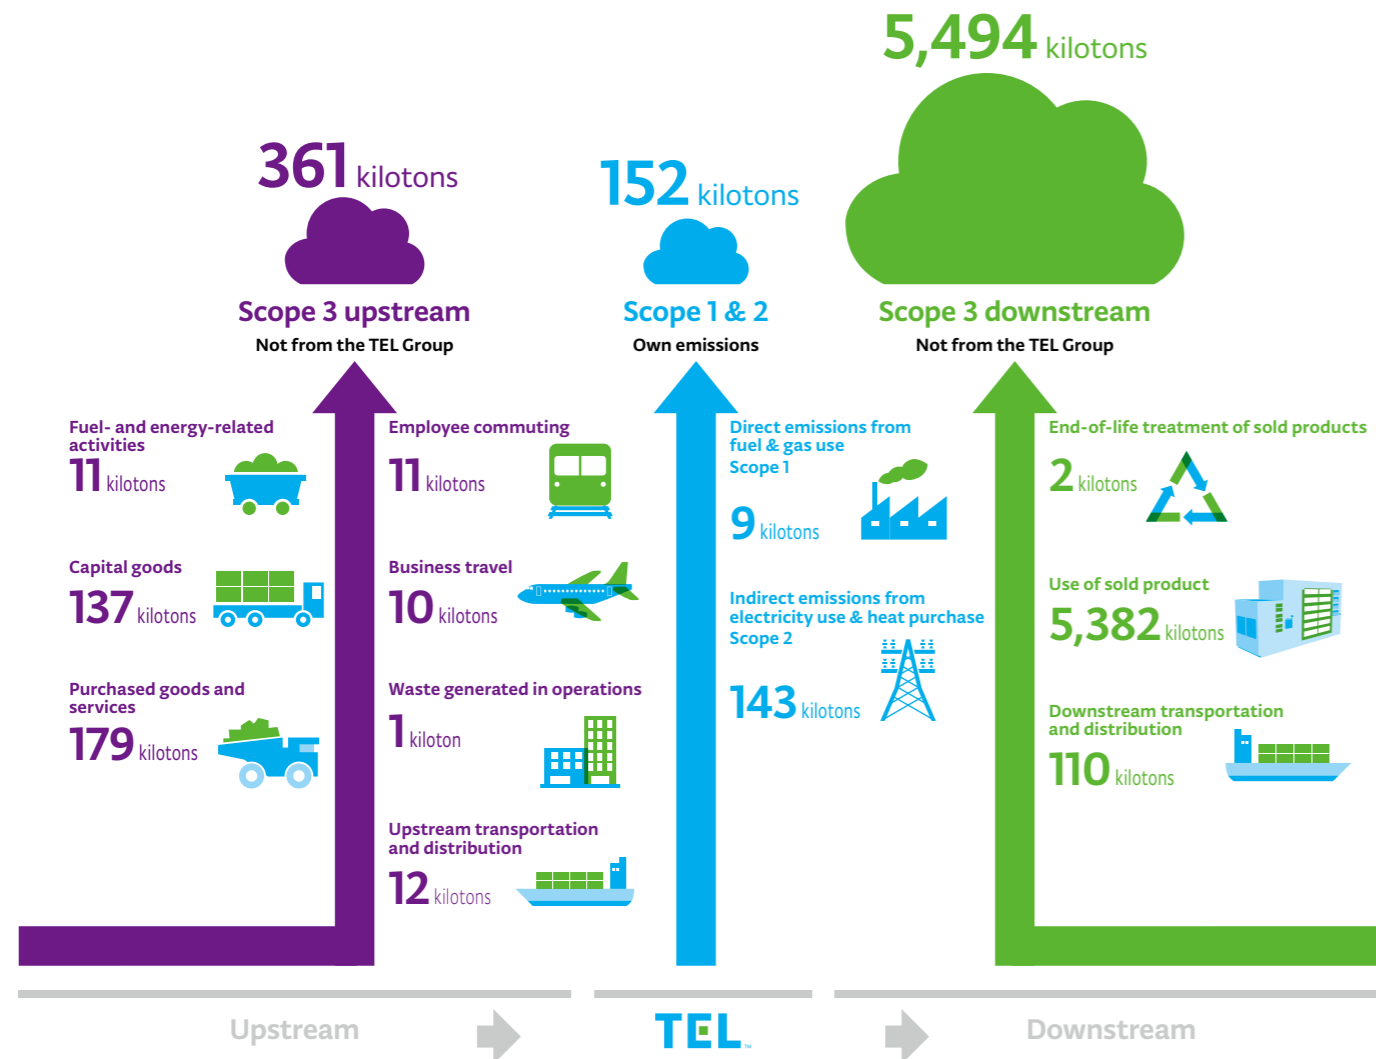 361 kilotons
Scope 3 upstream
Not from the TEL Group
152 kilotons
Scope 1 & 2
Own emissions
5,494 kilotons
Scope 3 downstream
Not from the TEL Group
Fuel- and energy-related
activities
11 kilotons
Capital goods
137 kilotons
Purchased goods and
services
179 kilotons
Employee commuting
11 kilotons
Business travel
10 kilotons
Waste generated in operations
1 kiloton
Upstream transportation
and distribution
12 kilotons
Direct emissions from
fuel & gas use
Scope 1
9 kilotons
Indirect emissions from
electricity use & heat purchase
Scope 2
143 kilotons
End-of-life treatment of sold products
2 kilotons
Use of sold product
5,382 kilotons
Downstream transportation
and distribution
110 kilotons
Upstream
TEL™
Downstream